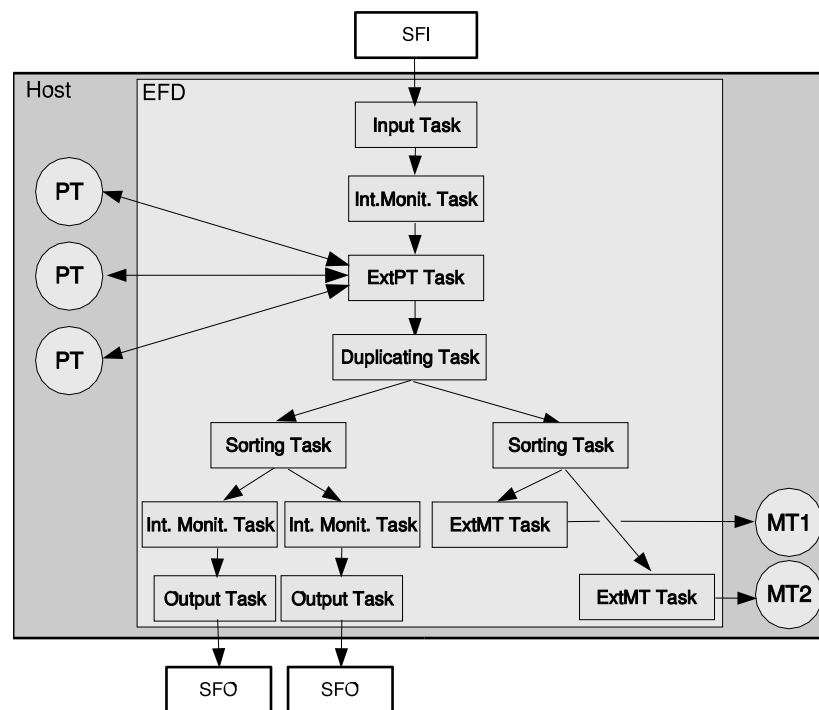 SFI
Host
EFD
Input Task
PT
Int.Monit. Task
PT
ExtPT Task
PT
Duplicating Task
Sorting Task
Sorting Task
Int. Monit. Task
Int. Monit. Task
ExtMT Task
MT1
Output Task
Output Task
ExtMT Task
MT2
SFO
SFO